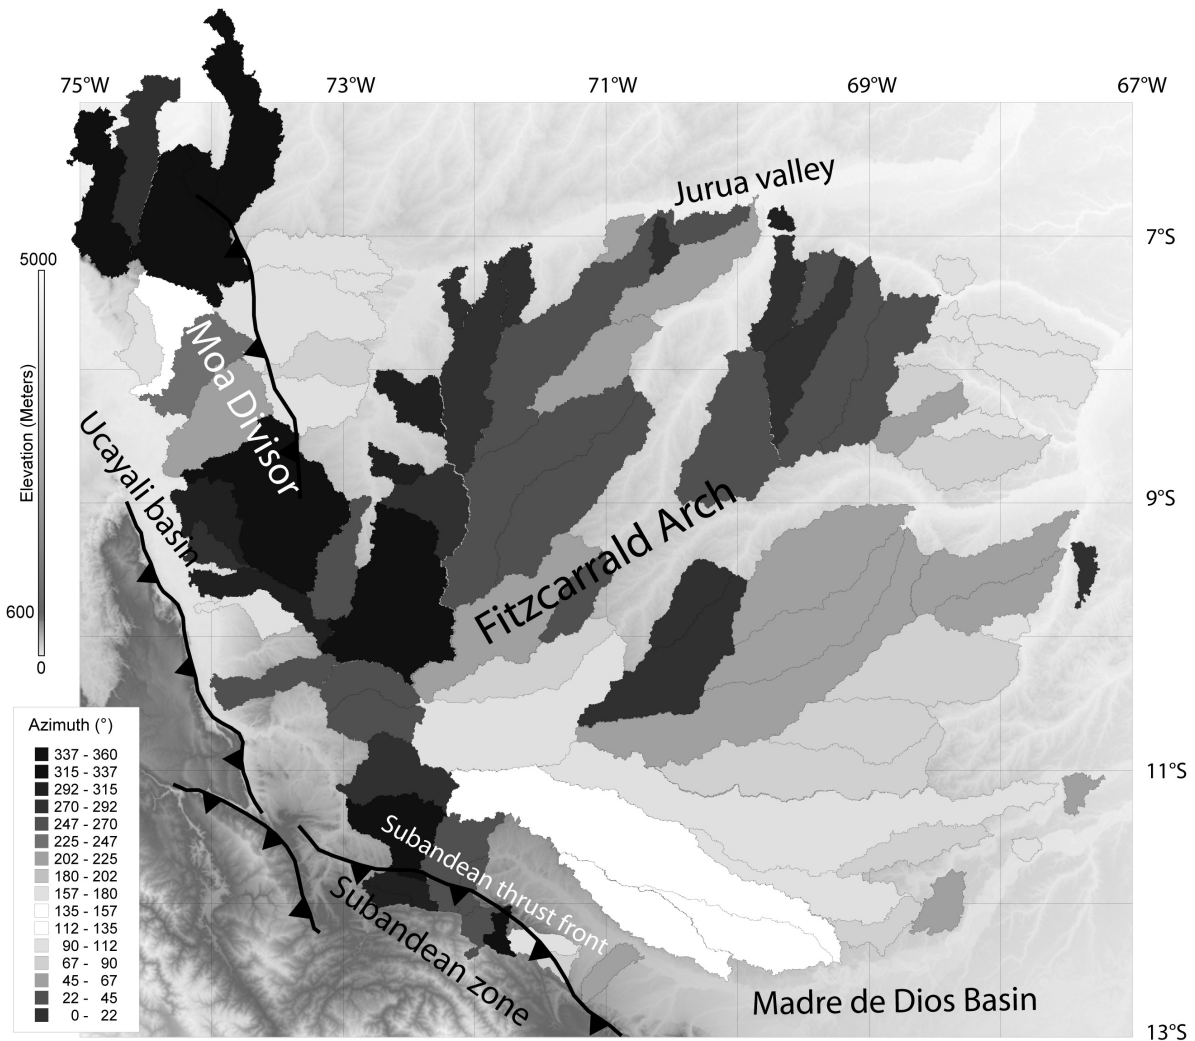 75°W 73°W 71°W 69°W 67°W
Jurua valley
7°S
5000
Elevation (Meters)
600
0
Moa Divisor
Ucayali basin
9°S
Fitzcarrald Arch
Azimuth (°)
337 - 360
315 - 337
292 - 315
270 - 292
247 - 270
225 - 247
202 - 225
180 - 202
157 - 180
135 - 157
112 - 135
90 - 112
67 - 90
45 - 67
22 - 45
0 - 22
11°S
Subandean thrust front
Subandean zone
Madre de Dios Basin
13°S